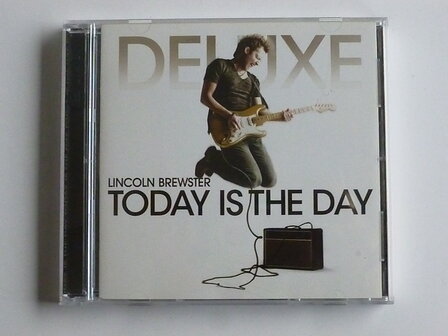 DELUXE
LINCOLN BREWSTER
TODAY IS THE DAY